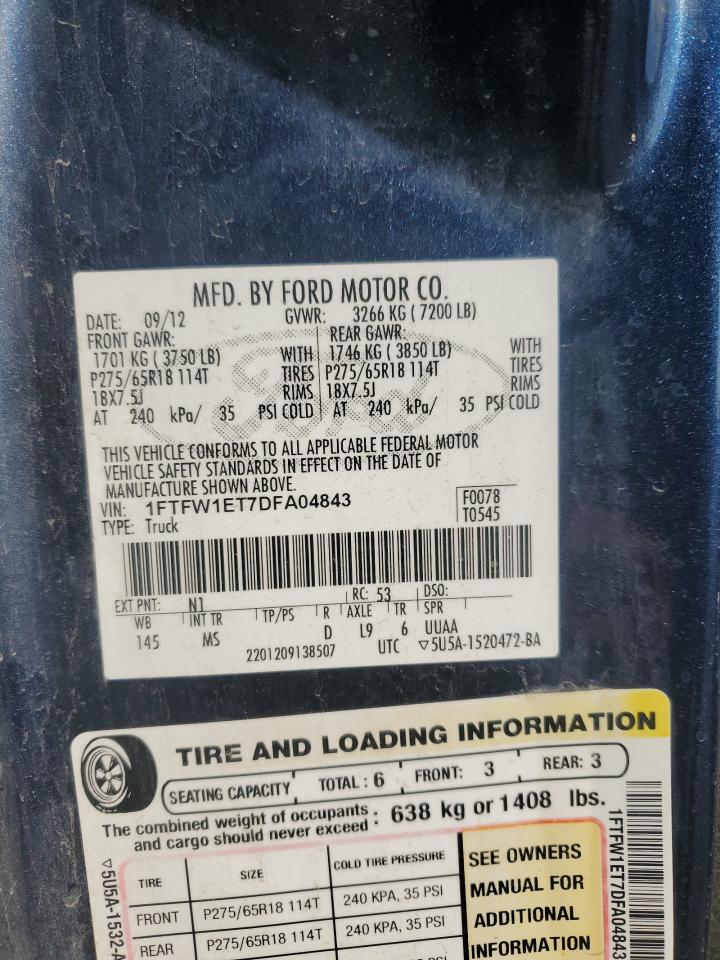 MFD. BY FORD MOTOR CO.
DATE: 09/12 GVWR: 3266 KG ( 7200 LB)
FRONT GAWR: REAR GAWR:
1701 KG ( 3750 LB) WITH 1746 KG ( 3850 LB) WITH
P275/65R18 114T TIRES P275/65R18 114T TIRES
18X7.5J RIMS 18X7.5J RIMS
AT 240 kPa/ 35 PSI COLD AT 240 kPa/ 35 PSI COLD
Ford
THIS VEHICLE CONFORMS TO ALL APPLICABLE FEDERAL MOTOR
VEHICLE SAFETY STANDARDS IN EFFECT ON THE DATE OF
MANUFACTURE SHOWN ABOVE.
VIN: 1FTFW1ET7DFA04843 F0078
TYPE: Truck T0545
EXT PNT: N1 RC: 53 DSO:
WB INT TR TP/PS R AXLE TR SPR
145 MS D L9 6 UUAA
2201209138507 UTC ▽5U5A-1520472-BA
TIRE AND LOADING INFORMATION
SEATING CAPACITY TOTAL: 6 FRONT: 3 REAR: 3
The combined weight of occupants
and cargo should never exceed : 638 kg or 1408 lbs.
TIRE SIZE COLD TIRE PRESSURE
FRONT P275/65R18 114T 240 KPA, 35 PSI
REAR P275/65R18 114T 240 KPA, 35 PSI
SEE OWNERS
MANUAL FOR
ADDITIONAL
INFORMATION
▽5U5A-1532-A
1FTFW1ET7DFA04843